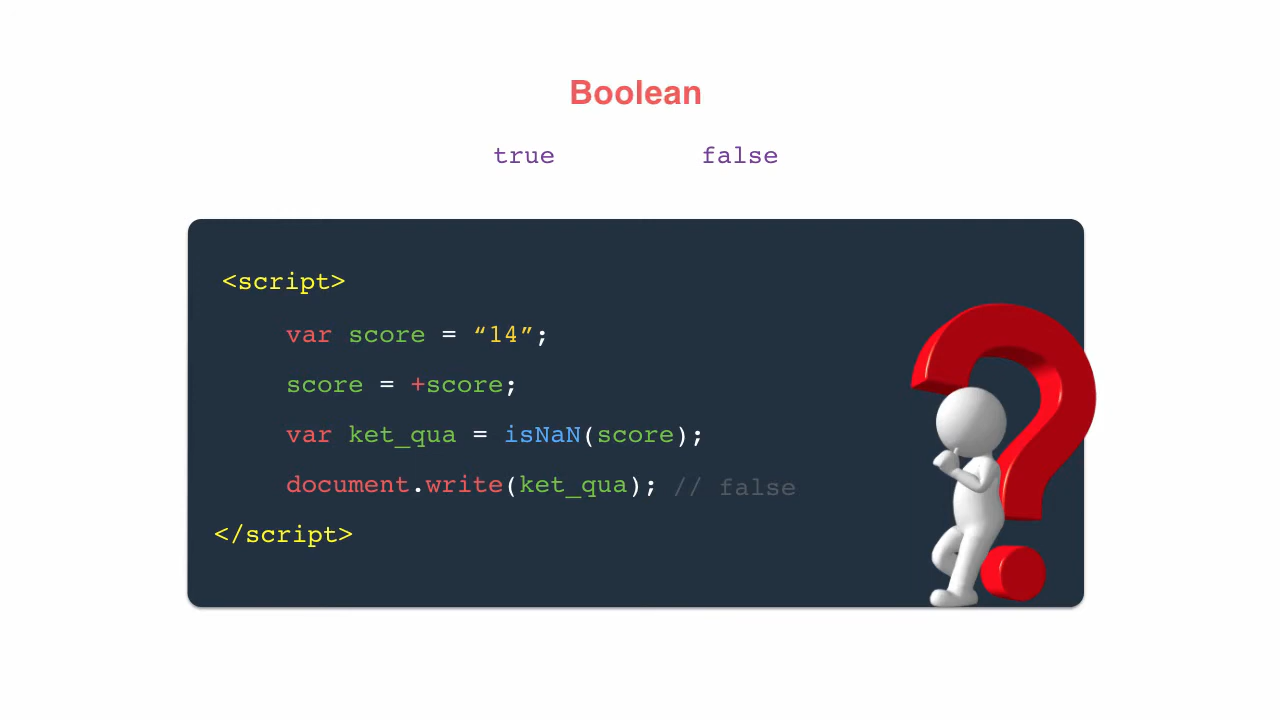 Boolean
true false
<script>
var score = “14”;
score = +score;
var ket_qua = isNaN(score);
document.write(ket_qua); // false
</script>